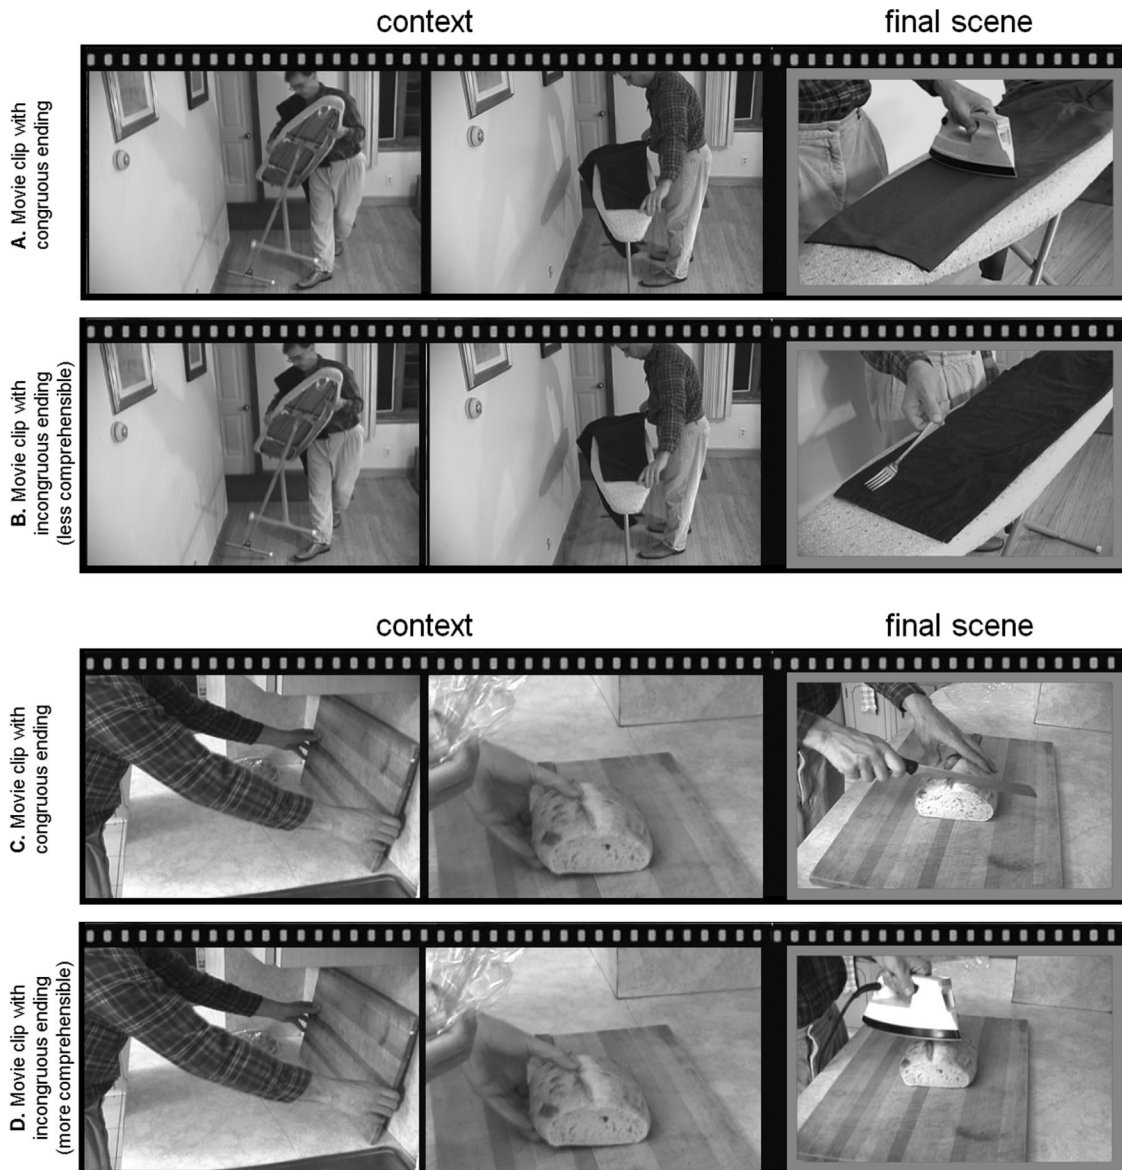 context
final scene
A. Movie clip with
congruous ending
B. Movie clip with
incongruous ending
(less comprehensible)
context
final scene
C. Movie clip with
congruous ending
D. Movie clip with
incongruous ending
(more comprehensible)